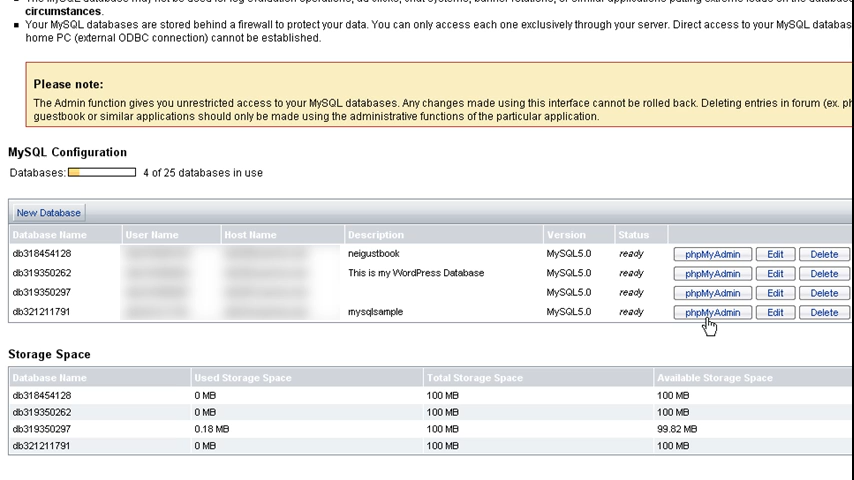 circumstances.
Your MySQL databases are stored behind a firewall to protect your data. You can only access each one exclusively through your server. Direct access to your MySQL databas
home PC (external ODBC connection) cannot be established.
Please note:
The Admin function gives you unrestricted access to your MySQL databases. Any changes made using this interface cannot be rolled back. Deleting entries in forum (ex. ph
guestbook or similar applications should only be made using the administrative functions of the particular application.
MySQL Configuration
Databases: 4 of 25 databases in use
New Database
Database Name User Name Host Name Description Version Status
db318454128 neigustbook MySQL5.0 ready phpMyAdmin Edit Delete
db319350262 This is my WordPress Database MySQL5.0 ready phpMyAdmin Edit Delete
db319350297 MySQL5.0 ready phpMyAdmin Edit Delete
db321211791 mysqlsample MySQL5.0 ready phpMyAdmin Edit Delete
Storage Space
Database Name Used Storage Space Total Storage Space Available Storage Space
db318454128 0 MB 100 MB 100 MB
db319350262 0 MB 100 MB 100 MB
db319350297 0.18 MB 100 MB 99.82 MB
db321211791 0 MB 100 MB 100 MB